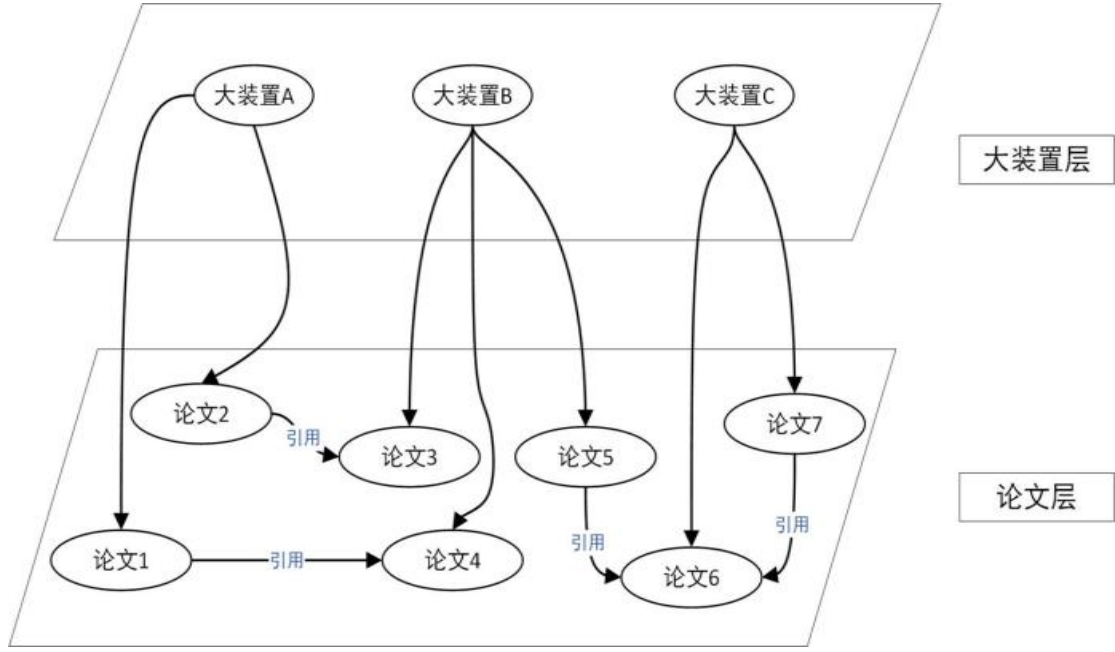 大装置A
大装置B
大装置C
大装置层
论文2
论文7
引用
论文3
论文5
论文层
引用
论文1
引用
论文4
引用
论文6